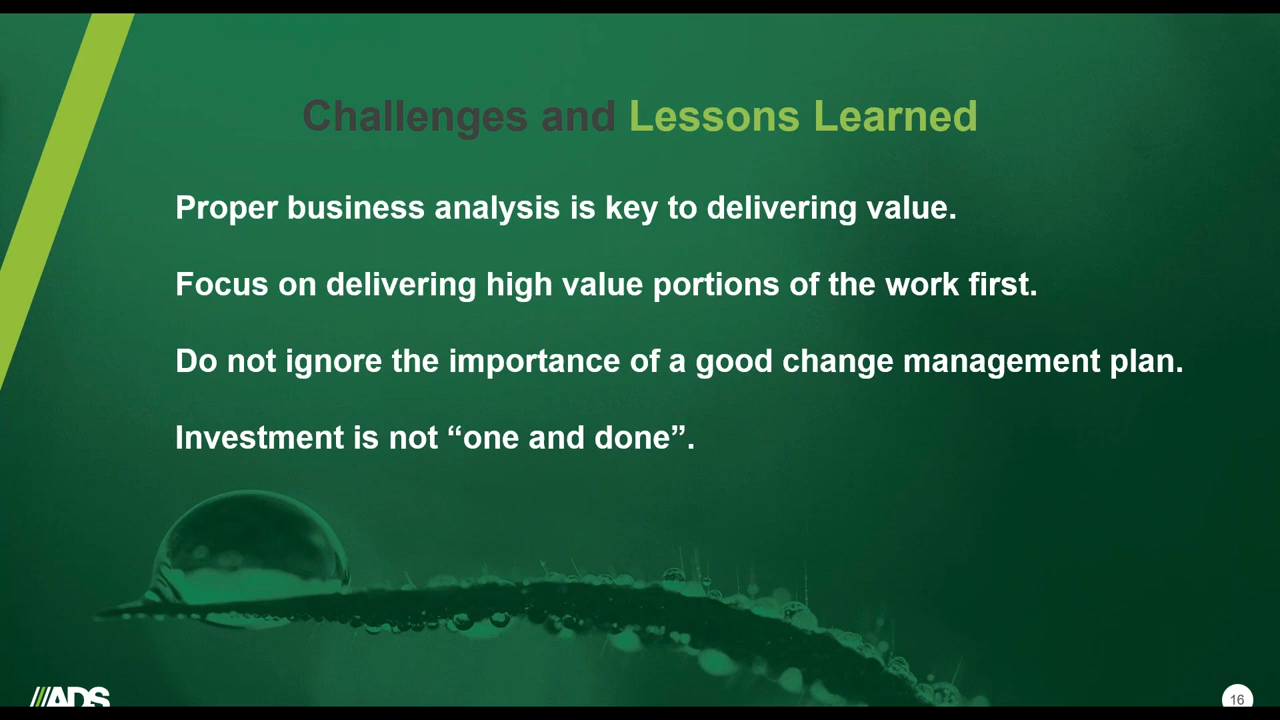 Challenges and Lessons Learned
Proper business analysis is key to delivering value.
Focus on delivering high value portions of the work first.
Do not ignore the importance of a good change management plan.
Investment is not “one and done”.
ADS
16